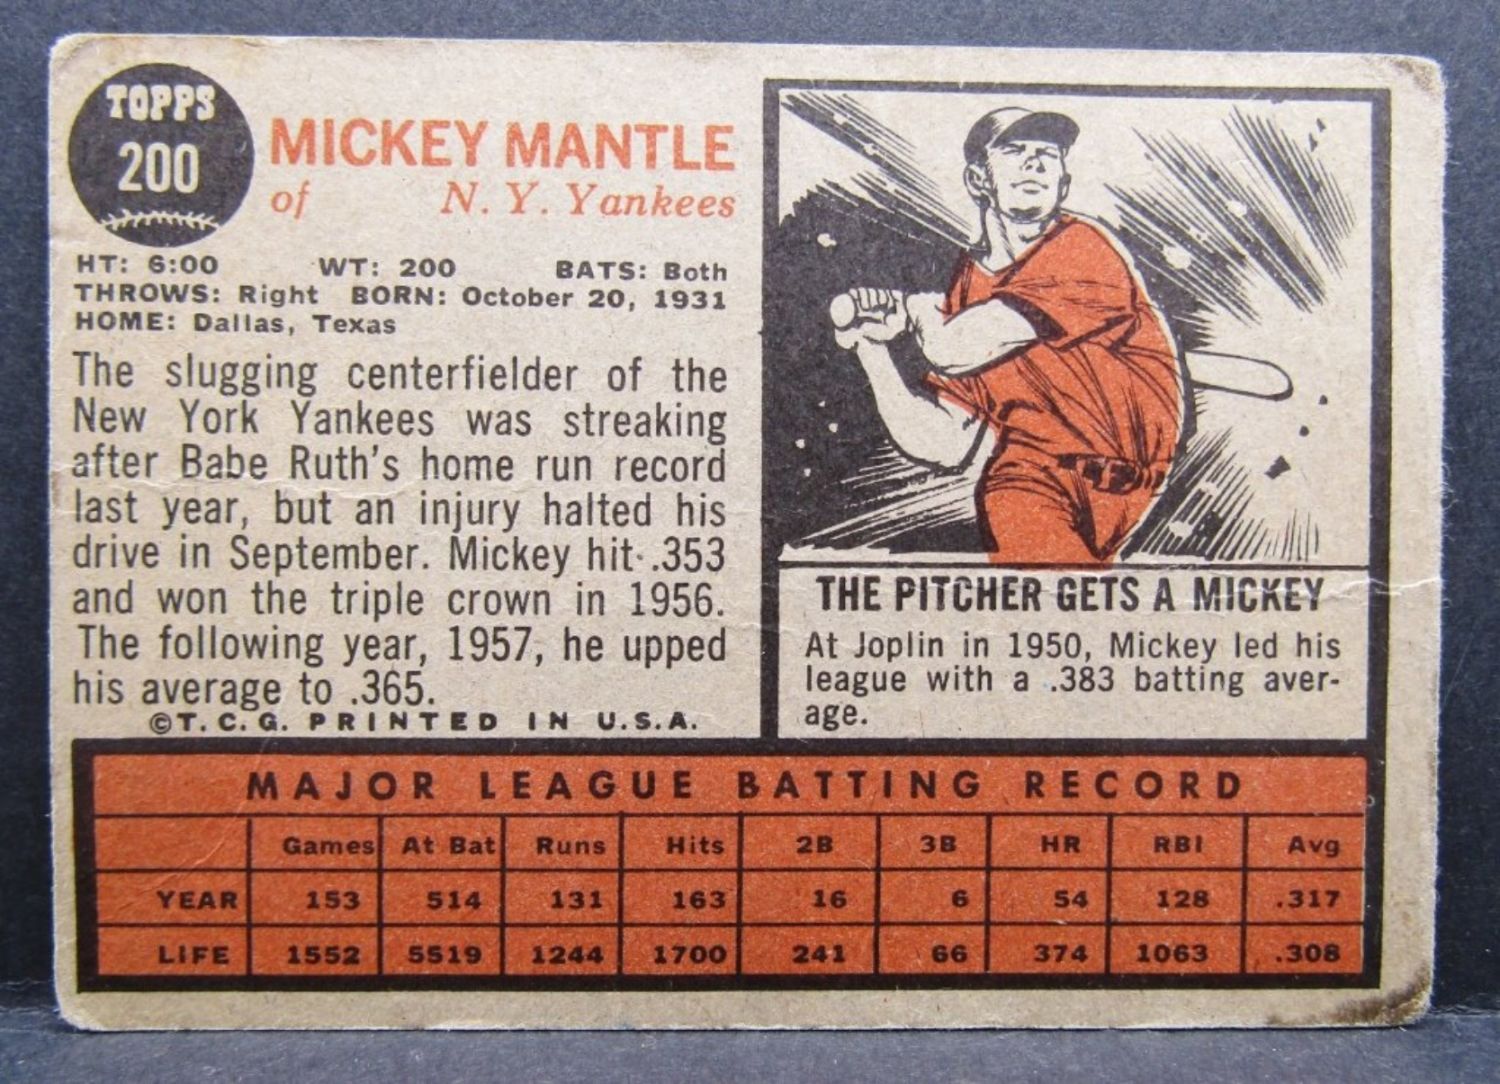 TOPPS
200
MICKEY MANTLE
of N. Y. Yankees
HT: 6:00 WT: 200 BATS: Both
THROWS: Right BORN: October 20, 1931
HOME: Dallas, Texas
The slugging centerfielder of the
New York Yankees was streaking
after Babe Ruth's home run record
last year, but an injury halted his
drive in September. Mickey hit .353
and won the triple crown in 1956.
The following year, 1957, he upped
his average to .365.
©T.C.G. PRINTED IN U.S.A.
THE PITCHER GETS A MICKEY
At Joplin in 1950, Mickey led his
league with a .383 batting aver-
age.
MAJOR LEAGUE BATTING RECORD
Games At Bat Runs Hits 2B 3B HR RBI Avg
YEAR 153 514 131 163 16 6 54 128 .317
LIFE 1552 5519 1244 1700 241 66 374 1063 .308